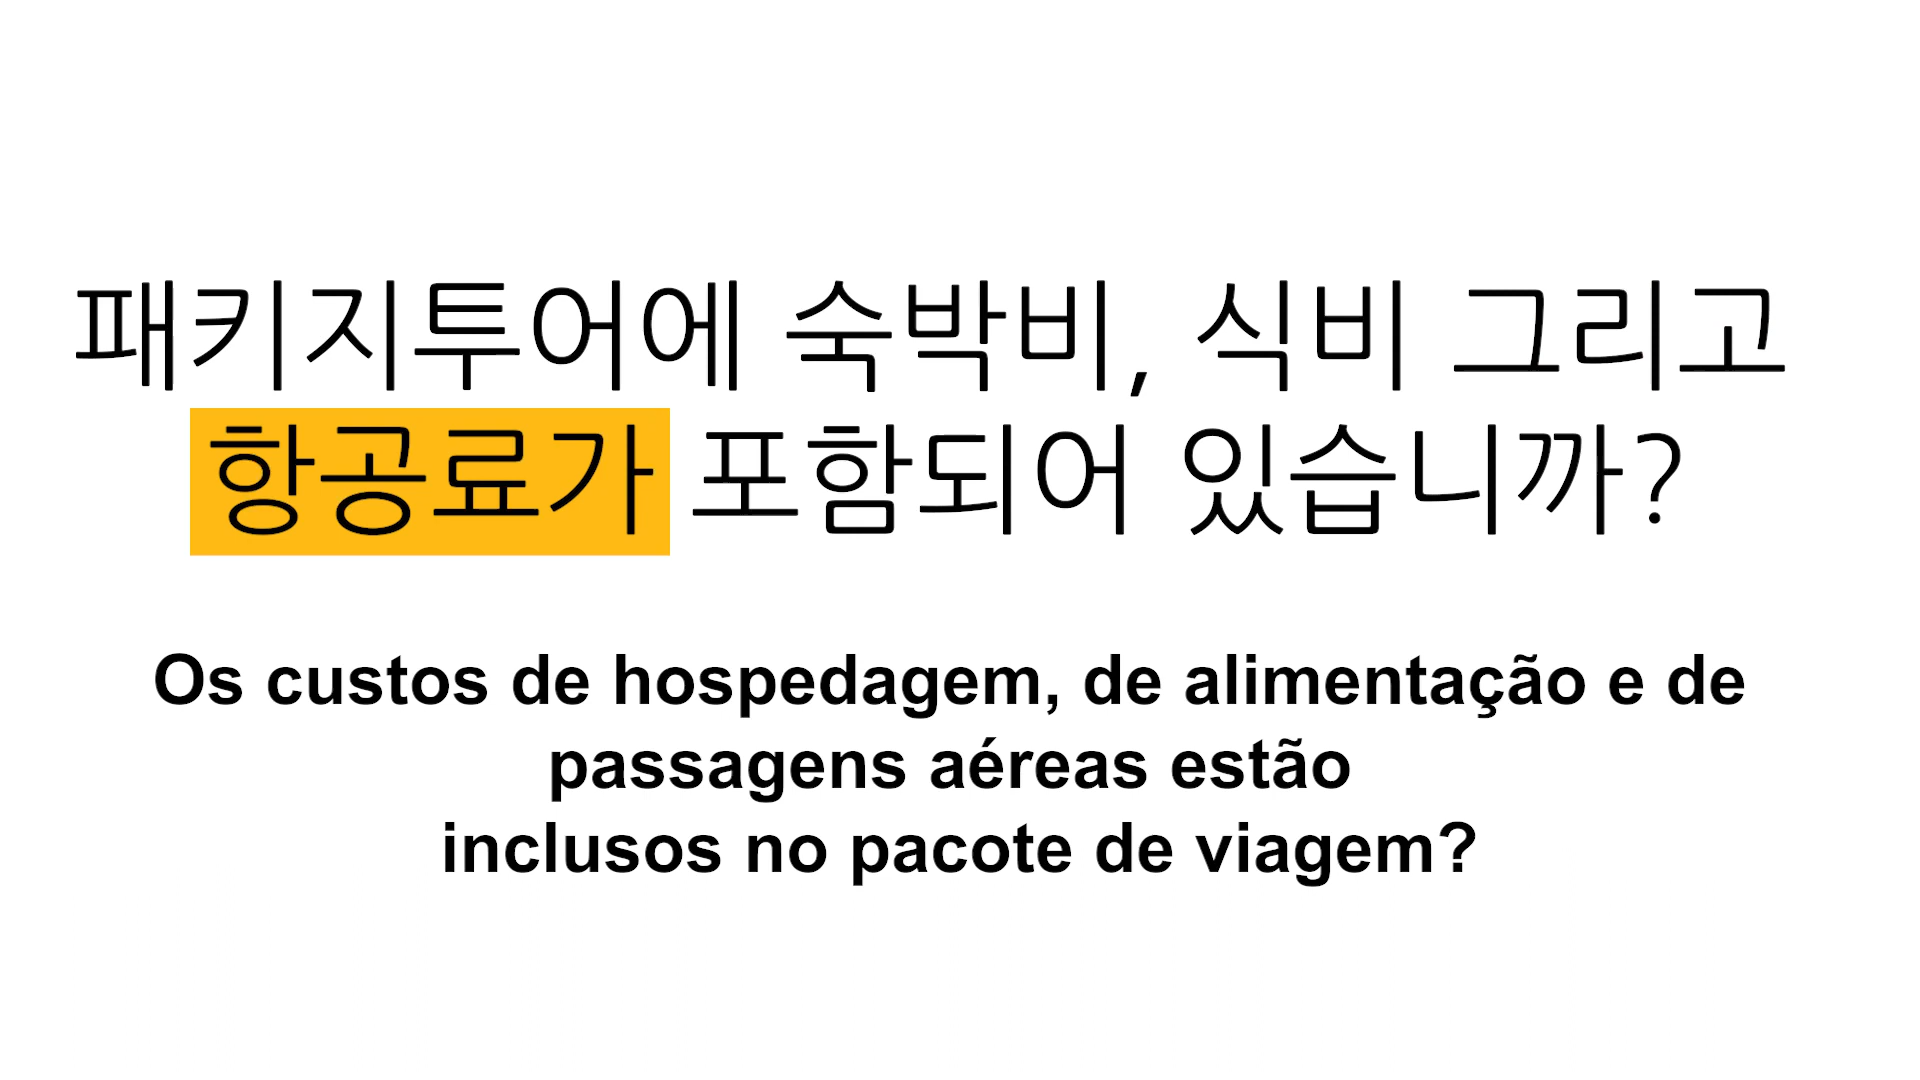 패키지투어에 숙박비, 식비 그리고
항공료가 포함되어 있습니까?
Os custos de hospedagem, de alimentação e de
passagens aéreas estão
inclusos no pacote de viagem?